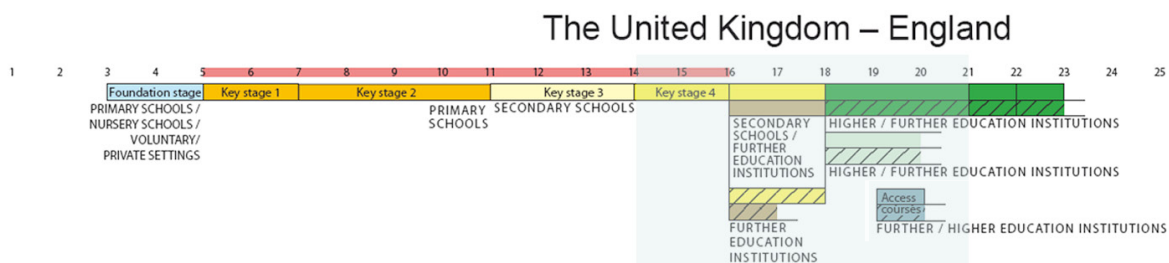 The United Kingdom – England
1 2 3 4 5 6 7 8 9 10 11 12 13 14 15 16 17 18 19 20 21 22 23 24 25
Foundation stage Key stage 1 Key stage 2 Key stage 3 Key stage 4
PRIMARY SCHOOLS /
NURSERY SCHOOLS /
VOLUNTARY/
PRIVATE SETTINGS
PRIMARY
SCHOOLS
SECONDARY SCHOOLS
SECONDARY
SCHOOLS /
FURTHER
EDUCATION
INSTITUTIONS
HIGHER / FURTHER EDUCATION INSTITUTIONS
HIGHER / FURTHER EDUCATION INSTITUTIONS
Access
courses
FURTHER
EDUCATION
INSTITUTIONS
FURTHER / HIGHER EDUCATION INSTITUTIONS